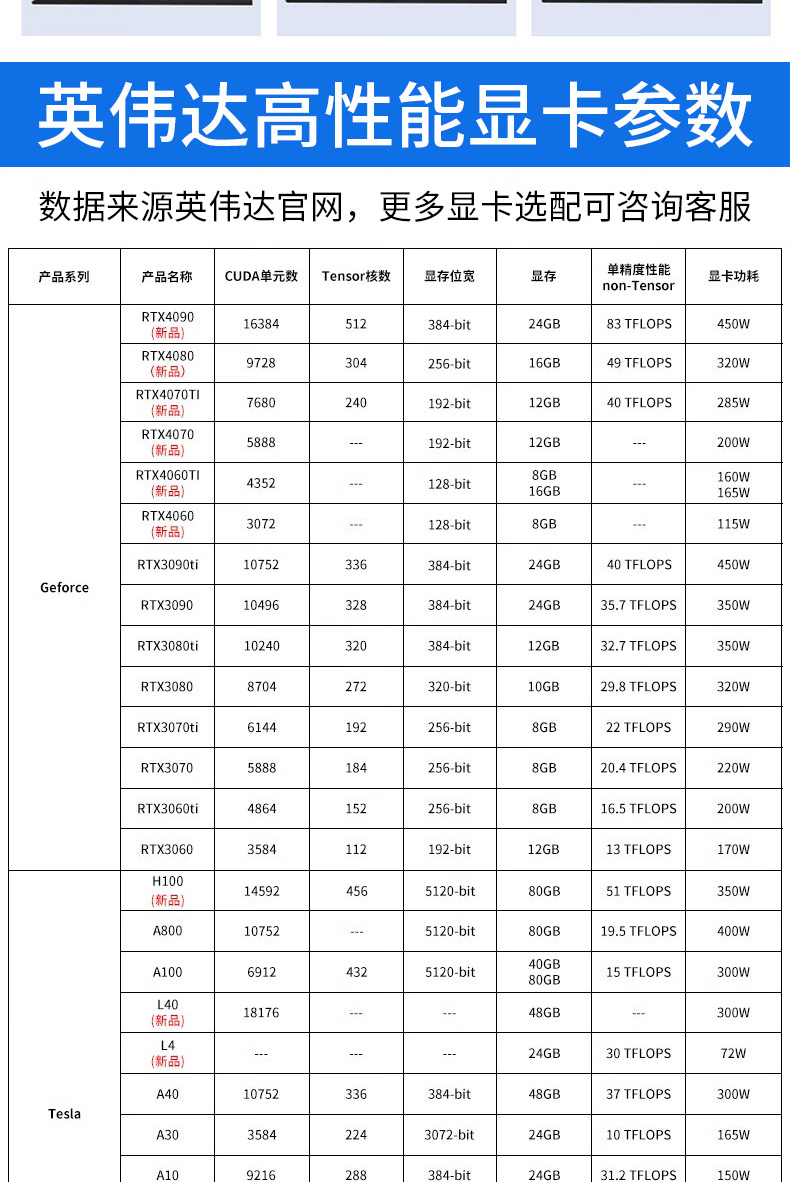 英伟达高性能显卡参数
数据来源英伟达官网，更多显卡选配可咨询客服
产品系列 产品名称 CUDA单元数 Tensor核数 显存位宽 显存 单精度性能 non-Tensor 显卡功耗
Geforce
RTX4090 (新品) 16384 512 384-bit 24GB 83 TFLOPS 450W
RTX4080 (新品) 9728 304 256-bit 16GB 49 TFLOPS 320W
RTX4070TI (新品) 7680 240 192-bit 12GB 40 TFLOPS 285W
RTX4070 (新品) 5888 --- 192-bit 12GB --- 200W
RTX4060TI (新品) 4352 --- 128-bit 8GB 16GB --- 160W 165W
RTX4060 (新品) 3072 --- 128-bit 8GB --- 115W
RTX3090ti 10752 336 384-bit 24GB 40 TFLOPS 450W
RTX3090 10496 328 384-bit 24GB 35.7 TFLOPS 350W
RTX3080ti 10240 320 384-bit 12GB 32.7 TFLOPS 350W
RTX3080 8704 272 320-bit 10GB 29.8 TFLOPS 320W
RTX3070ti 6144 192 256-bit 8GB 22 TFLOPS 290W
RTX3070 5888 184 256-bit 8GB 20.4 TFLOPS 220W
RTX3060ti 4864 152 256-bit 8GB 16.5 TFLOPS 200W
RTX3060 3584 112 192-bit 12GB 13 TFLOPS 170W
Tesla
H100 (新品) 14592 456 5120-bit 80GB 51 TFLOPS 350W
A800 10752 --- 5120-bit 80GB 19.5 TFLOPS 400W
A100 6912 432 5120-bit 40GB 80GB 15 TFLOPS 300W
L40 (新品) 18176 --- --- 48GB --- 300W
L4 (新品) --- --- --- 24GB 30 TFLOPS 72W
A40 10752 336 384-bit 48GB 37 TFLOPS 300W
A30 3584 224 3072-bit 24GB 10 TFLOPS 165W
A10 9216 288 384-bit 24GB 31.2 TFLOPS 150W